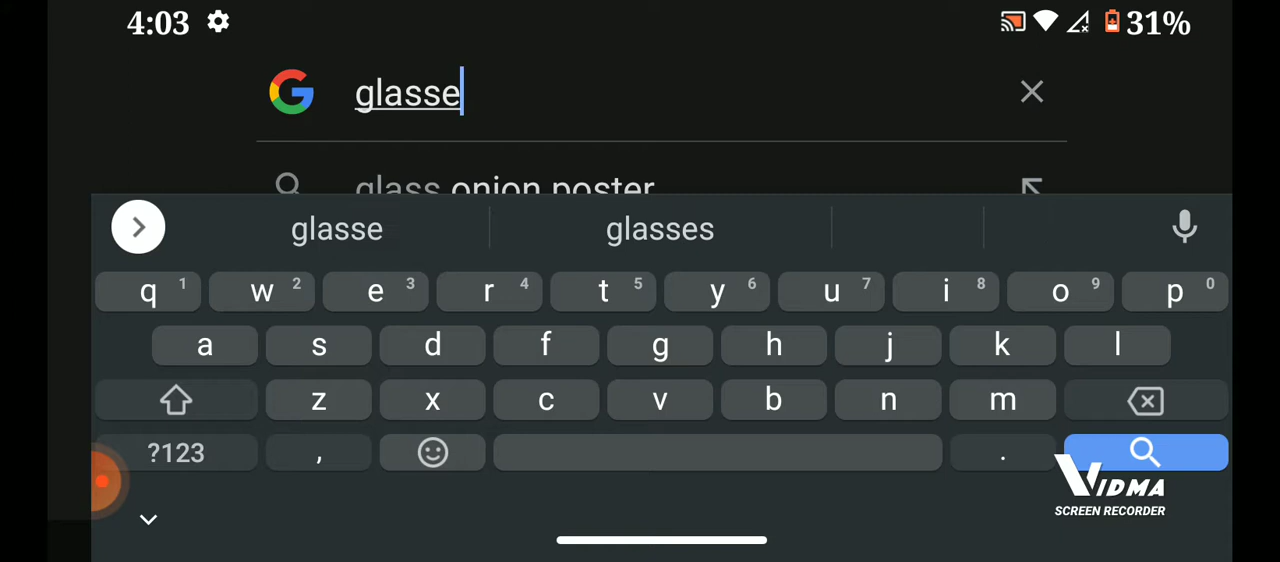 4:03 31%
glasse
glass onion poster
glasse glasses
q 1 w 2 e 3 r 4 t 5 y 6 u 7 i 8 o 9 p 0
a s d f g h j k l
z x c v b n m
?123 , .
VIDMA
SCREEN RECORDER